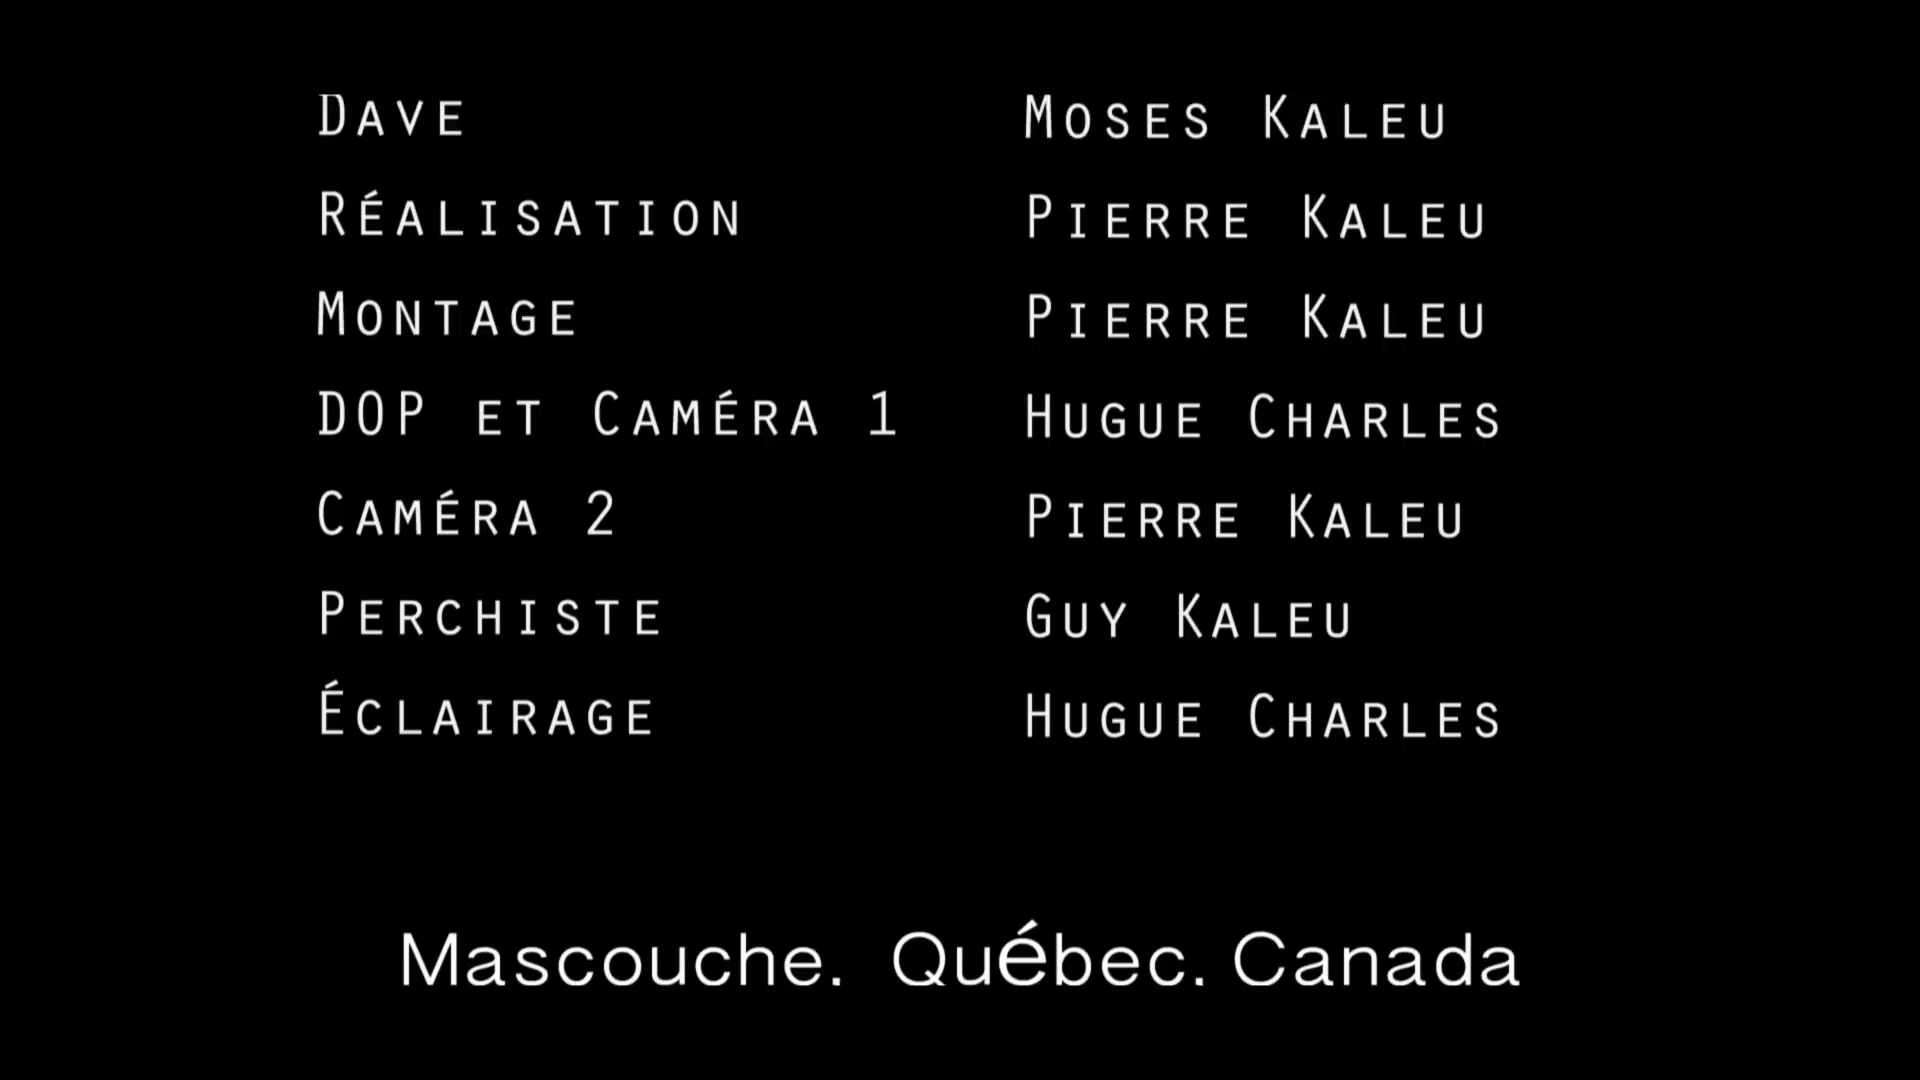 Dave Moses Kaleu
Réalisation Pierre Kaleu
Montage Pierre Kaleu
DOP et Caméra 1 Hugue Charles
Caméra 2 Pierre Kaleu
Perchiste Guy Kaleu
Éclairage Hugue Charles
Mascouche. Québec. Canada